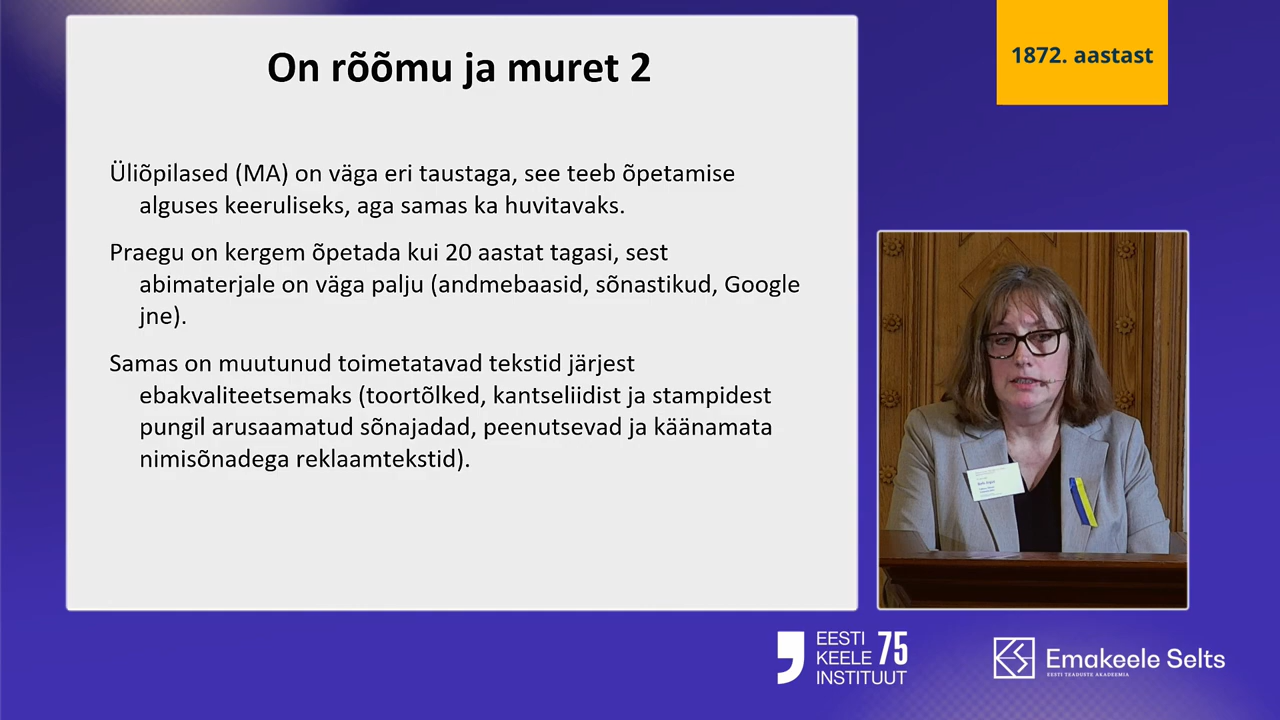 On rõõmu ja muret 2
1872. aastast
Üliõpilased (MA) on väga eri taustaga, see teeb õpetamise
alguses keeruliseks, aga samas ka huvitavaks.
Praegu on kergem õpetada kui 20 aastat tagasi, sest
abimaterjale on väga palju (andmebaasid, sõnastikud, Google
jne).
Samas on muutunud toimetatavad tekstid järjest
ebakvaliteetsemaks (toortõlked, kantseliidist ja stampidest
pungil arusaamatud sõnajadad, peenutsevad ja käänamata
nimisõnadega reklaamtekstid).
EESTI
KEELE 75
INSTITUUT
Emakeele Selts
EESTI TEADUSTE AKADEEMIA